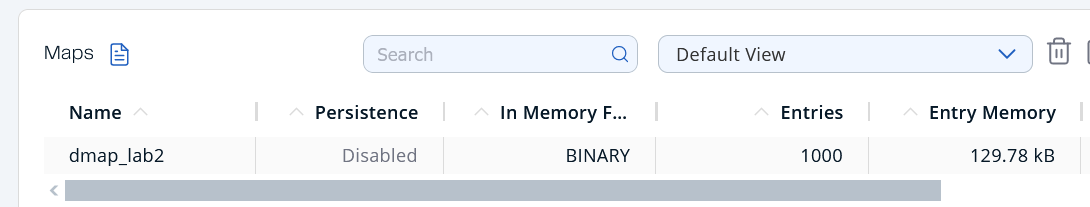 Maps Search Default View
Name Persistence In Memory F... Entries Entry Memory
dmap_lab2 Disabled BINARY 1000 129.78 kB